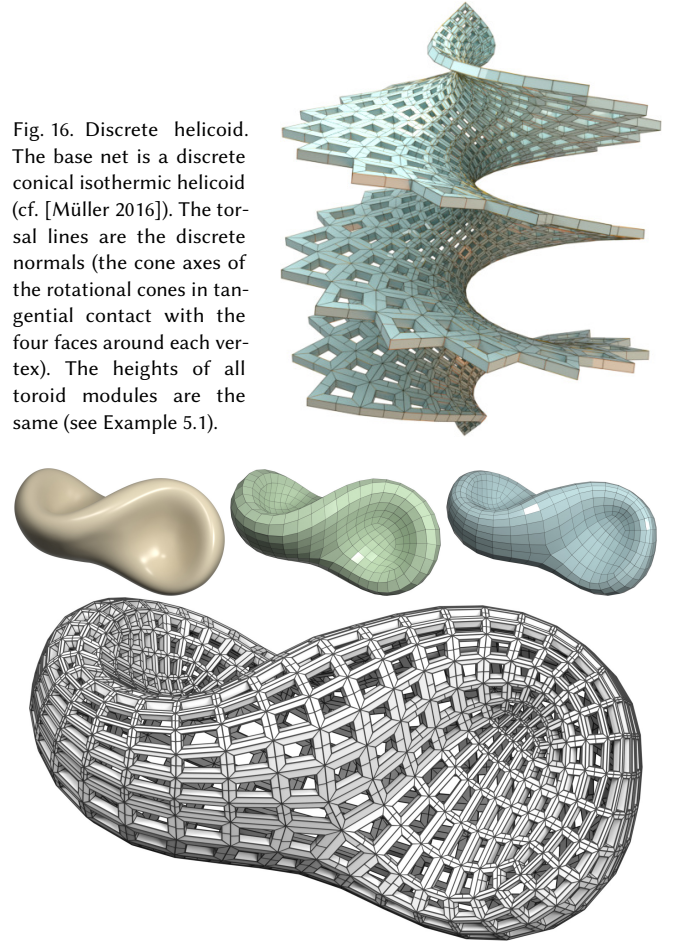 Fig. 16. Discrete helicoid.
The base net is a discrete
conical isothermic helicoid
(cf. [Müller 2016]). The tor-
sal lines are the discrete
normals (the cone axes of
the rotational cones in tan-
gential contact with the
four faces around each ver-
tex). The heights of all
toroid modules are the
same (see Example 5.1).